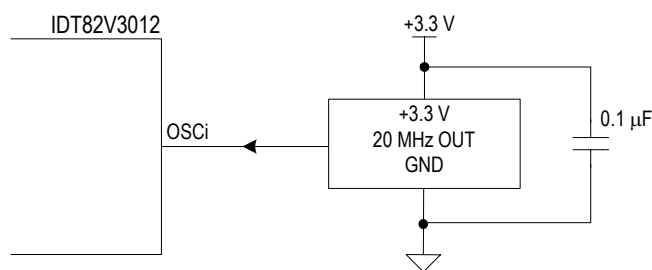 IDT82V3012
+3.3 V
OSCi
+3.3 V
20 MHz OUT
GND
0.1 μF